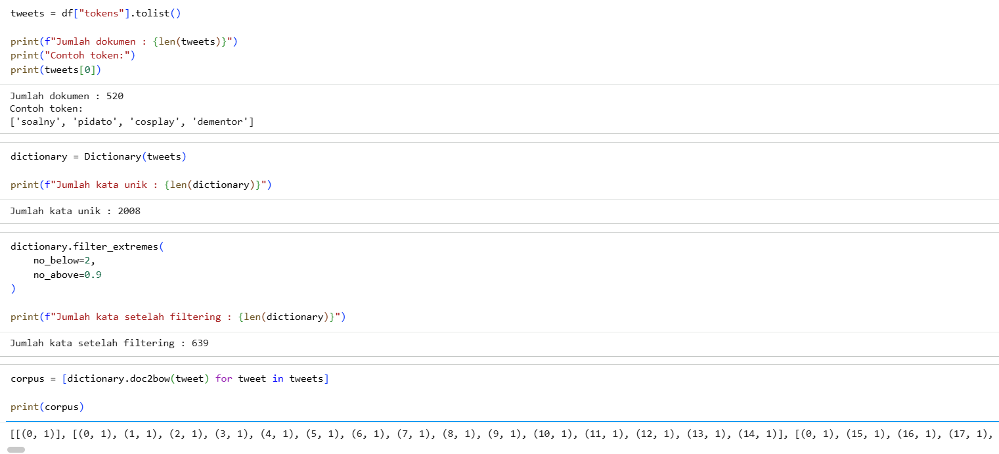 tweets = df["tokens"].tolist()
print(f"Jumlah dokumen : {len(tweets)}")
print("Contoh token:")
print(tweets[0])
Jumlah dokumen : 520
Contoh token:
['soalny', 'pidato', 'cosplay', 'dementor']
dictionary = Dictionary(tweets)
print(f"Jumlah kata unik : {len(dictionary)}")
Jumlah kata unik : 2008
dictionary.filter_extremes(
    no_below=2,
    no_above=0.9
)
print(f"Jumlah kata setelah filtering : {len(dictionary)}")
Jumlah kata setelah filtering : 639
corpus = [dictionary.doc2bow(tweet) for tweet in tweets]
print(corpus)
[[(0, 1)], [(0, 1), (1, 1), (2, 1), (3, 1), (4, 1), (5, 1), (6, 1), (7, 1), (8, 1), (9, 1), (10, 1), (11, 1), (12, 1), (13, 1), (14, 1)], [(0, 1), (15, 1), (16, 1), (17, 1),